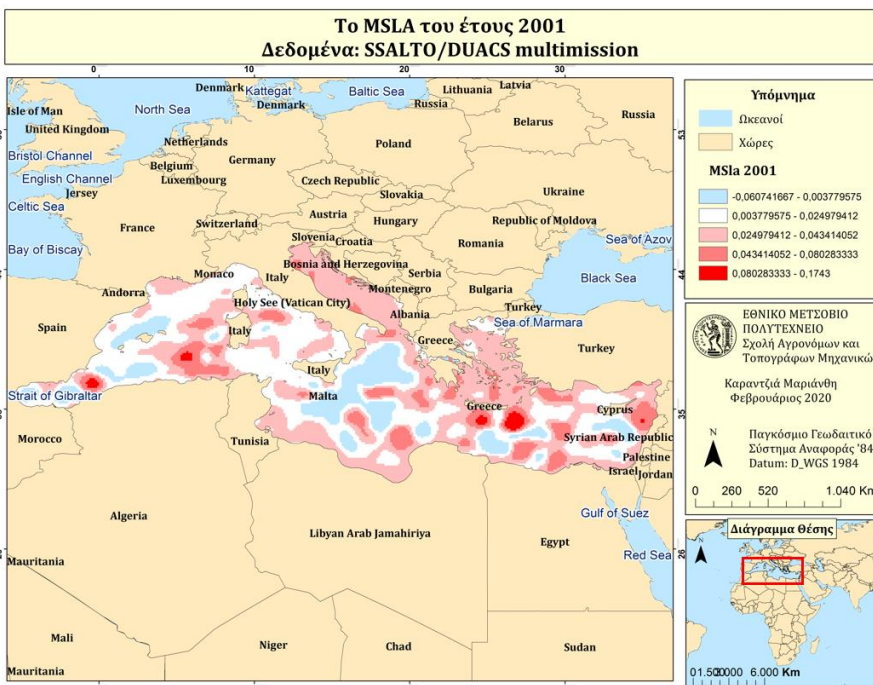 Το MSLA του έτους 2001
Δεδομένα: SSALTO/DUACS multimission
0
10
20
30
Denmark
Kattegat
Baltic Sea
Lithuania
Latvia
North Sea
Denmark
Russia
Isle of Man
Russia
Belarus
United Kingdom
Netherlands
Poland
53
Bristol Channel
Belgium
Germany
English Channel
Luxembourg
Czech Republic
Jersey
Slovakia
Ukraine
Celtic Sea
Austria
France
Switzerland
Hungary
Republic of Moldova
Slovenia
Croatia
Romania
Sea of Azov
Bay of Biscay
Bosnia and Herzegovina
Monaco
Italy
Serbia
44
Black Sea
Andorra
Montenegro
Bulgaria
Holy See (Vatican City)
Albania
Turkey
Spain
Italy
Sea of Marmara
Greece
Turkey
Italy
Strait of Gibraltar
Malta
Greece
Cyprus
35
Morocco
Tunisia
Syrian Arab Republic
Palestine
Israel
Jordan
Algeria
Gulf of Suez
Libyan Arab Jamahiriya
Egypt
Red Sea
26
Mauritania
Mali
Niger
Chad
Sudan
Mauritania
Υπόμνημα
Ωκεανοί
Χώρες
MSla 2001
-0,060741667 - 0,003779575
0,003779575 - 0,024979412
0,024979412 - 0,043414052
0,043414052 - 0,080283333
0,080283333 - 0,1743
ΕΘΝΙΚΟ ΜΕΤΣΟΒΙΟ
ΠΟΛΥΤΕΧΝΕΙΟ
Σχολή Αγρονόμων και
Τοπογράφων Μηχανικώ
Καραντζιά Μαριάνθη
Φεβρουάριος 2020
N
Παγκόσμιο Γεωδαιτικό
Σύστημα Αναφοράς '84
Datum: D_WGS 1984
0 260 520 1.040 Km
Διάγραμμα Θέσης
N
6.000 Km